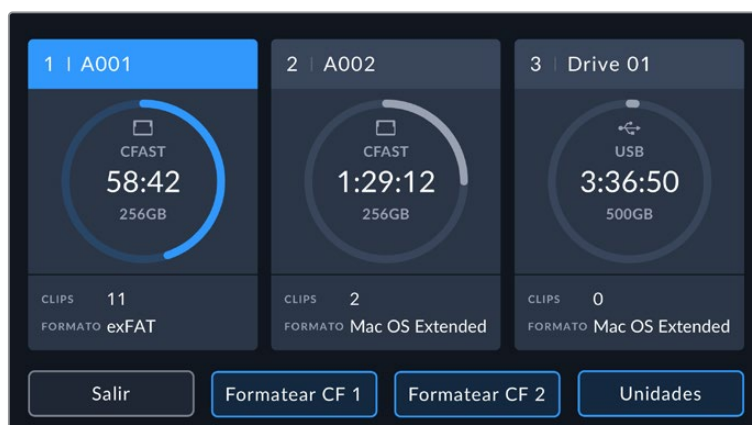 1 | A001
CFAST
58:42
256GB
CLIPS 11
FORMATO exFAT
2 | A002
CFAST
1:29:12
256GB
CLIPS 2
FORMATO Mac OS Extended
3 | Drive 01
USB
3:36:50
500GB
CLIPS 0
FORMATO Mac OS Extended
Salir
Formatear CF 1
Formatear CF 2
Unidades